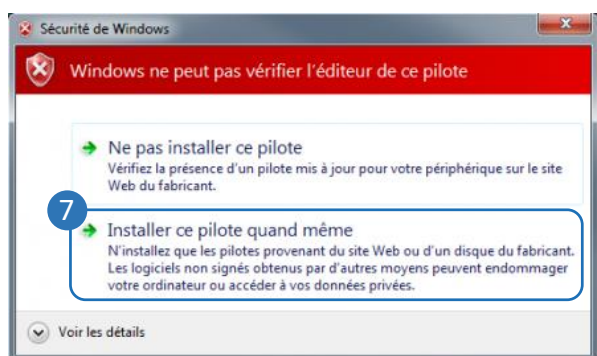 Sécurité de Windows
Windows ne peut pas vérifier l'éditeur de ce pilote
Ne pas installer ce pilote
Vérifiez la présence d'un pilote mis à jour pour votre périphérique sur le site
Web du fabricant.
7
Installer ce pilote quand même
N'installez que les pilotes provenant du site Web ou d'un disque du fabricant.
Les logiciels non signés obtenus par d'autres moyens peuvent endommager
votre ordinateur ou accéder à vos données privées.
Voir les détails